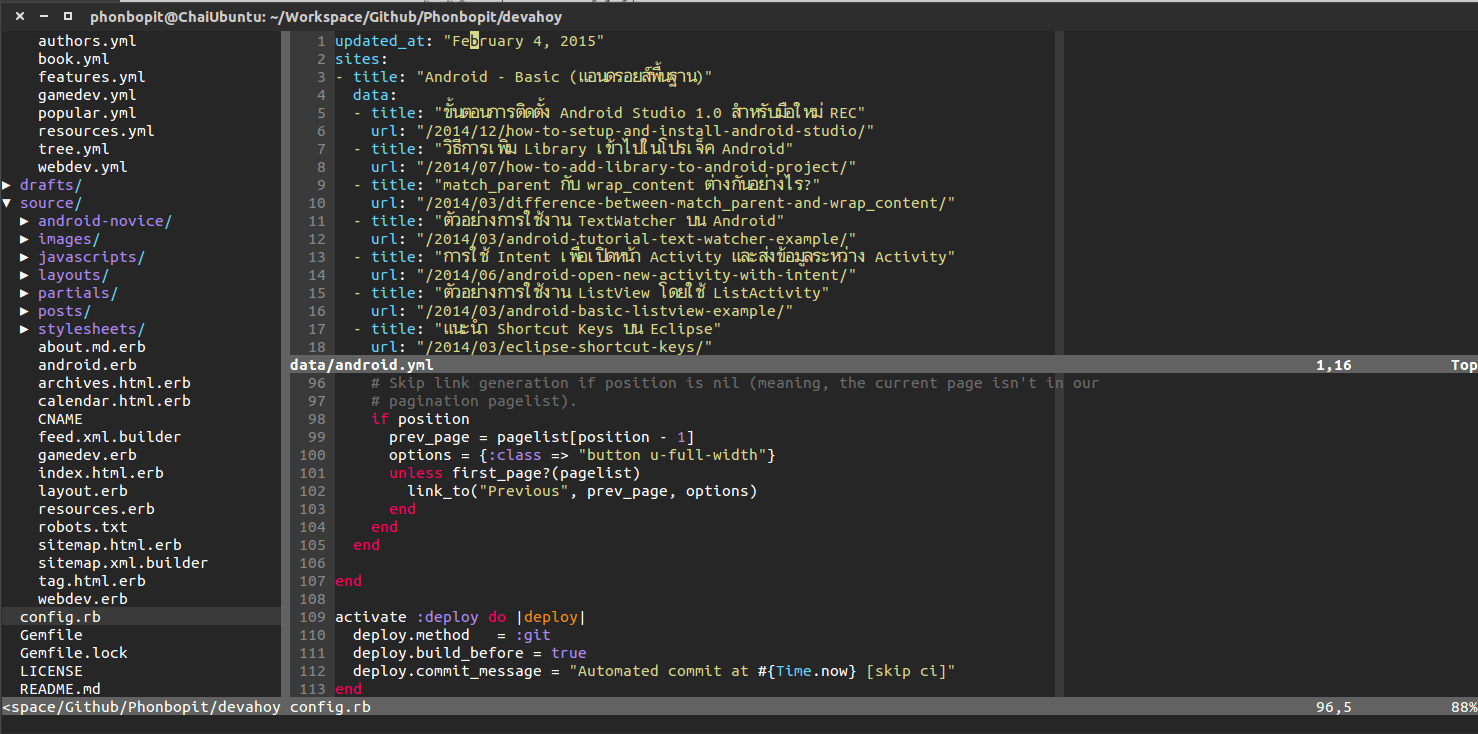 phonbopit@ChaiUbuntu: ~/Workspace/Github/Phonbopit/devahoy
authors.yml
book.yml
features.yml
gamedev.yml
popular.yml
resources.yml
tree.yml
webdev.yml
▶ drafts/
▼ source/
▶ android-novice/
▶ images/
▶ javascripts/
▶ layouts/
▶ partials/
▶ posts/
▶ stylesheets/
about.md.erb
android.erb
archives.html.erb
calendar.html.erb
CNAME
feed.xml.builder
gamedev.erb
index.html.erb
layout.erb
resources.erb
robots.txt
sitemap.html.erb
sitemap.xml.builder
tag.html.erb
webdev.erb
config.rb
Gemfile
Gemfile.lock
LICENSE
README.md
<space/Github/Phonbopit/devahoy
1 updated_at: "February 4, 2015"
2 sites:
3 - title: "Android - Basic (แอนดรอยส์พื้นฐาน)"
4   data:
5   - title: "ขั้นตอนการติดตั้ง Android Studio 1.0 สำหรับมือใหม่ REC"
6     url: "/2014/12/how-to-setup-and-install-android-studio/"
7   - title: "วิธีการเพิ่ม Library เข้าไปในโปรเจ็ค Android"
8     url: "/2014/07/how-to-add-library-to-android-project/"
9   - title: "match_parent กับ wrap_content ต่างกันอย่างไร?"
10     url: "/2014/03/difference-between-match_parent-and-wrap_content/"
11   - title: "ตัวอย่างการใช้งาน TextWatcher บน Android"
12     url: "/2014/03/android-tutorial-text-watcher-example/"
13   - title: "การใช้ Intent เพื่อเปิดหน้า Activity และส่งข้อมูลระหว่าง Activity"
14     url: "/2014/06/android-open-new-activity-with-intent/"
15   - title: "ตัวอย่างการใช้งาน ListView โดยใช้ ListActivity"
16     url: "/2014/03/android-basic-listview-example/"
17   - title: "แนะนำ Shortcut Keys บน Eclipse"
18     url: "/2014/03/eclipse-shortcut-keys/"
data/android.yml 1,16 Top
96     # Skip link generation if position is nil (meaning, the current page isn't in our
97     # pagination pagelist).
98     if position
99       prev_page = pagelist[position - 1]
100       options = {:class => "button u-full-width"}
101       unless first_page?(pagelist)
102         link_to("Previous", prev_page, options)
103       end
104     end
105   end
106
107 end
108
109 activate :deploy do |deploy|
110   deploy.method   = :git
111   deploy.build_before = true
112   deploy.commit_message = "Automated commit at #{Time.now} [skip ci]"
113 end
config.rb 96,5 88%